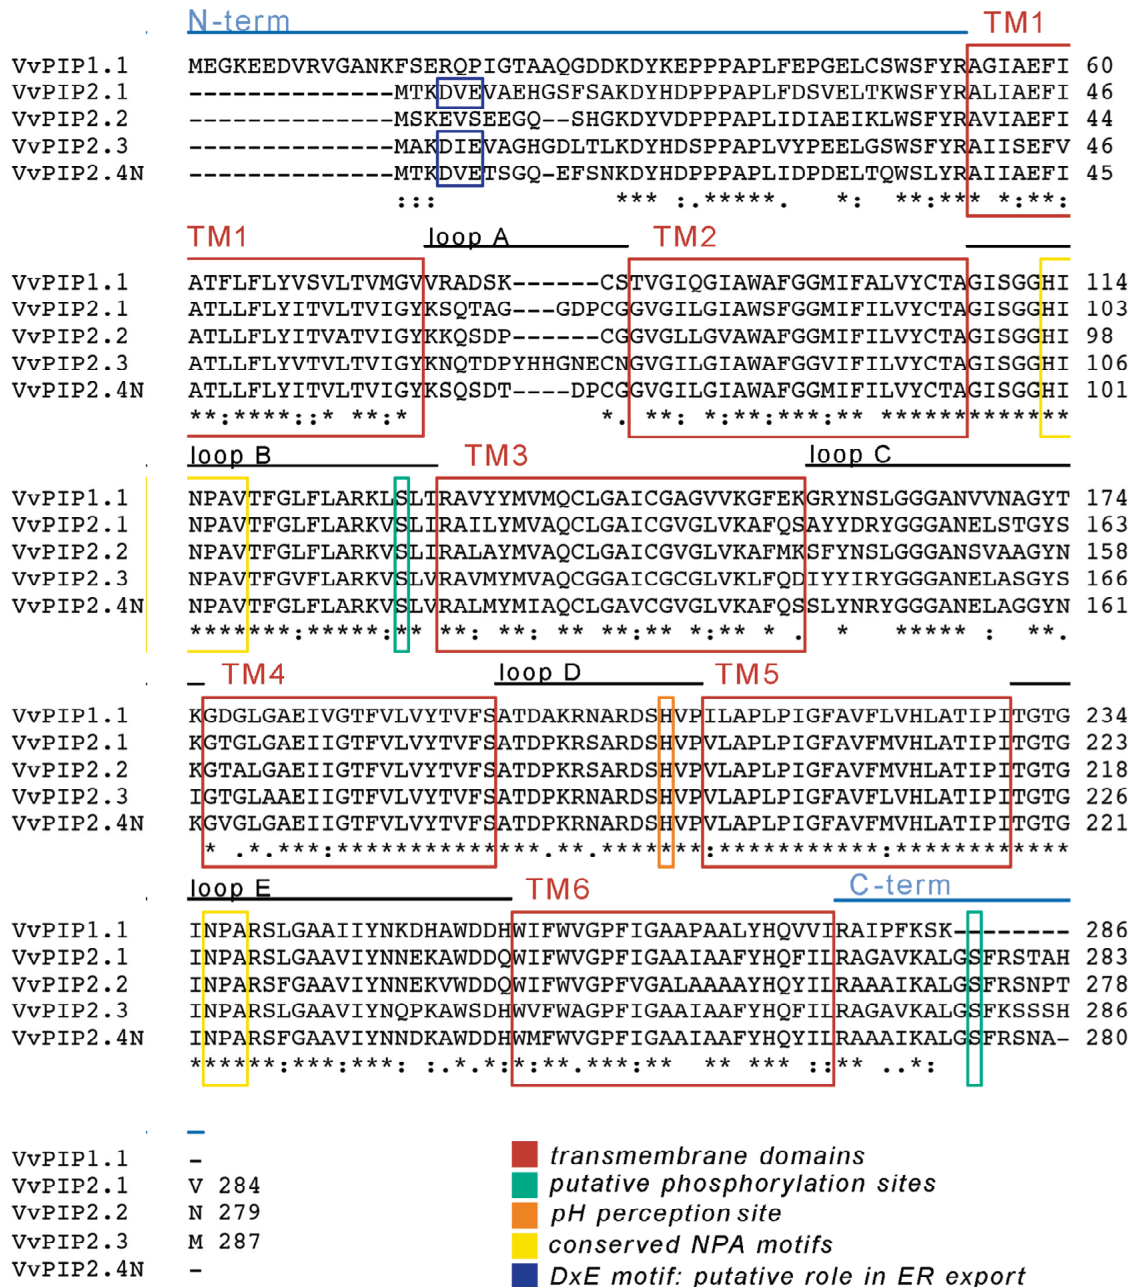 N-term TM1
VvPIP1.1 MEGKEEDVRVGANKFSERQPIGTAAQGDDKDYKEPPPAPLFEPGELCSWSFYRAGIAEFI 60
VvPIP2.1 --------------MTKDVEVAEHGSFSAKDYHDPPPAPLFDSVELTKWSFYRALIAEFI 46
VvPIP2.2 --------------MSKEVSEEGQ--SHGKDYVDPPPAPLIDIAEIKLWSFYRAVIAEFI 44
VvPIP2.3 --------------MAKDIEVAGHGDLTLKDYHDSPPAPLVYPEELGSWSFYRAIISEFV 46
VvPIP2.4N --------------MTKDVETSGQ-EFSNKDYHDPPPAPLIDPDELTQWSLYRAIIAEFI 45
::: *** :.*****. *: **:*** *:**:
TM1 loop A TM2
VvPIP1.1 ATFLFLYVSVLTVMGVVRADSK------CSTVGIQGIAWAFGGMIFALVYCTAGISGGHI 114
VvPIP2.1 ATLLFLYITVLTVIGYKSQTAG---GDPCGGVGILGIAWSFGGMIFILVYCTAGISGGHI 103
VvPIP2.2 ATLLFLYITVATVIGYKKQSDP------CGGVGLLGVAWAFGGMIFILVYCTAGISGGHI 98
VvPIP2.3 ATLLFLYVTVLTVIGYKNQTDPYHHGNECNGVGILGIAWAFGGVIFILVYCTAGISGGHI 106
VvPIP2.4N ATLLFLYITVLTVIGYKSQSDT----DPCGGVGILGIAWAFGGMIFILVYCTAGISGGHI 101
**:****::* **:* *. **: *:**:***:** *************
loop B TM3 loop C
VvPIP1.1 NPAVTFGLFLARKLSLTRAVYYMVMQCLGAICGAGVVKGFEKGRYNSLGGGANVVNAGYT 174
VvPIP2.1 NPAVTFGLFLARKVSLIRAILYMVAQCLGAICGVGLVKAFQSAYYDRYGGGANELSTGYS 163
VvPIP2.2 NPAVTFGLFLARKVSLIRALAYMVAQCLGAICGVGLVKAFMKSFYNSLGGGANSVAAGYN 158
VvPIP2.3 NPAVTFGVFLARKVSLVRAVMYMVAQCGGAICGCGLVKLFQDIYYIRYGGGANELASGYS 166
VvPIP2.4N NPAVTFGLFLARKVSLVRALMYMIAQCLGAVCGVGLVKAFQSSLYNRYGGGANELAGGYN 161
*******:*****:** **: **: ** **:** *:** * . * ***** : **.
TM4 loop D TM5
VvPIP1.1 KGDGLGAEIVGTFVLVYTVFSATDAKRNARDSHVPILAPLPIGFAVFLVHLATIPITGTG 234
VvPIP2.1 KGTGLGAEIIGTFVLVYTVFSATDPKRSARDSHVPVLAPLPIGFAVFMVHLATIPITGTG 223
VvPIP2.2 KGTALGAEIIGTFVLVYTVFSATDPKRSARDSHVPVLAPLPIGFAVFMVHLATIPITGTG 218
VvPIP2.3 IGTGLAAEIIGTFVLVYTVFSATDPKRNARDSHVPVLAPLPIGFAVFMVHLATIPITGTG 226
VvPIP2.4N KGVGLGAEIIGTFVLVYTVFSATDPKRNARDSHVPVLAPLPIGFAVFMVHLATIPITGTG 221
* .*.***:**************.**.*******:***********:************
loop E TM6 C-term
VvPIP1.1 INPARSLGAAIIYNKDHAWDDHWIFWVGPFIGAAPAALYHQVVIRAIPFKSK-------- 286
VvPIP2.1 INPARSLGAAVIYNNEKAWDDQWIFWVGPFIGAAIAAFYHQFILRAGAVKALGSFRSTAH 283
VvPIP2.2 INPARSFGAAVIYNNEKVWDDQWIFWVGPFVGALAAAAYHQYILRAAAIKALGSFRSNPT 278
VvPIP2.3 INPARSLGAAVIYNQPKAWSDHWVFWAGPFIGAAIAAFYHQFILRAGAVKALGSFKSSSH 286
VvPIP2.4N INPARSFGAAVIYNNDKAWDDHWMFWVGPFIGAAIAAFYHQYILRAAAIKALGSFRSNA- 280
******:***:***: :.*.*:*:**.***:** ** *** ::** ..*:
VvPIP1.1 -
VvPIP2.1 V 284
VvPIP2.2 N 279
VvPIP2.3 M 287
VvPIP2.4N -
transmembrane domains
putative phosphorylation sites
pH perception site
conserved NPA motifs
DxE motif: putative role in ER export